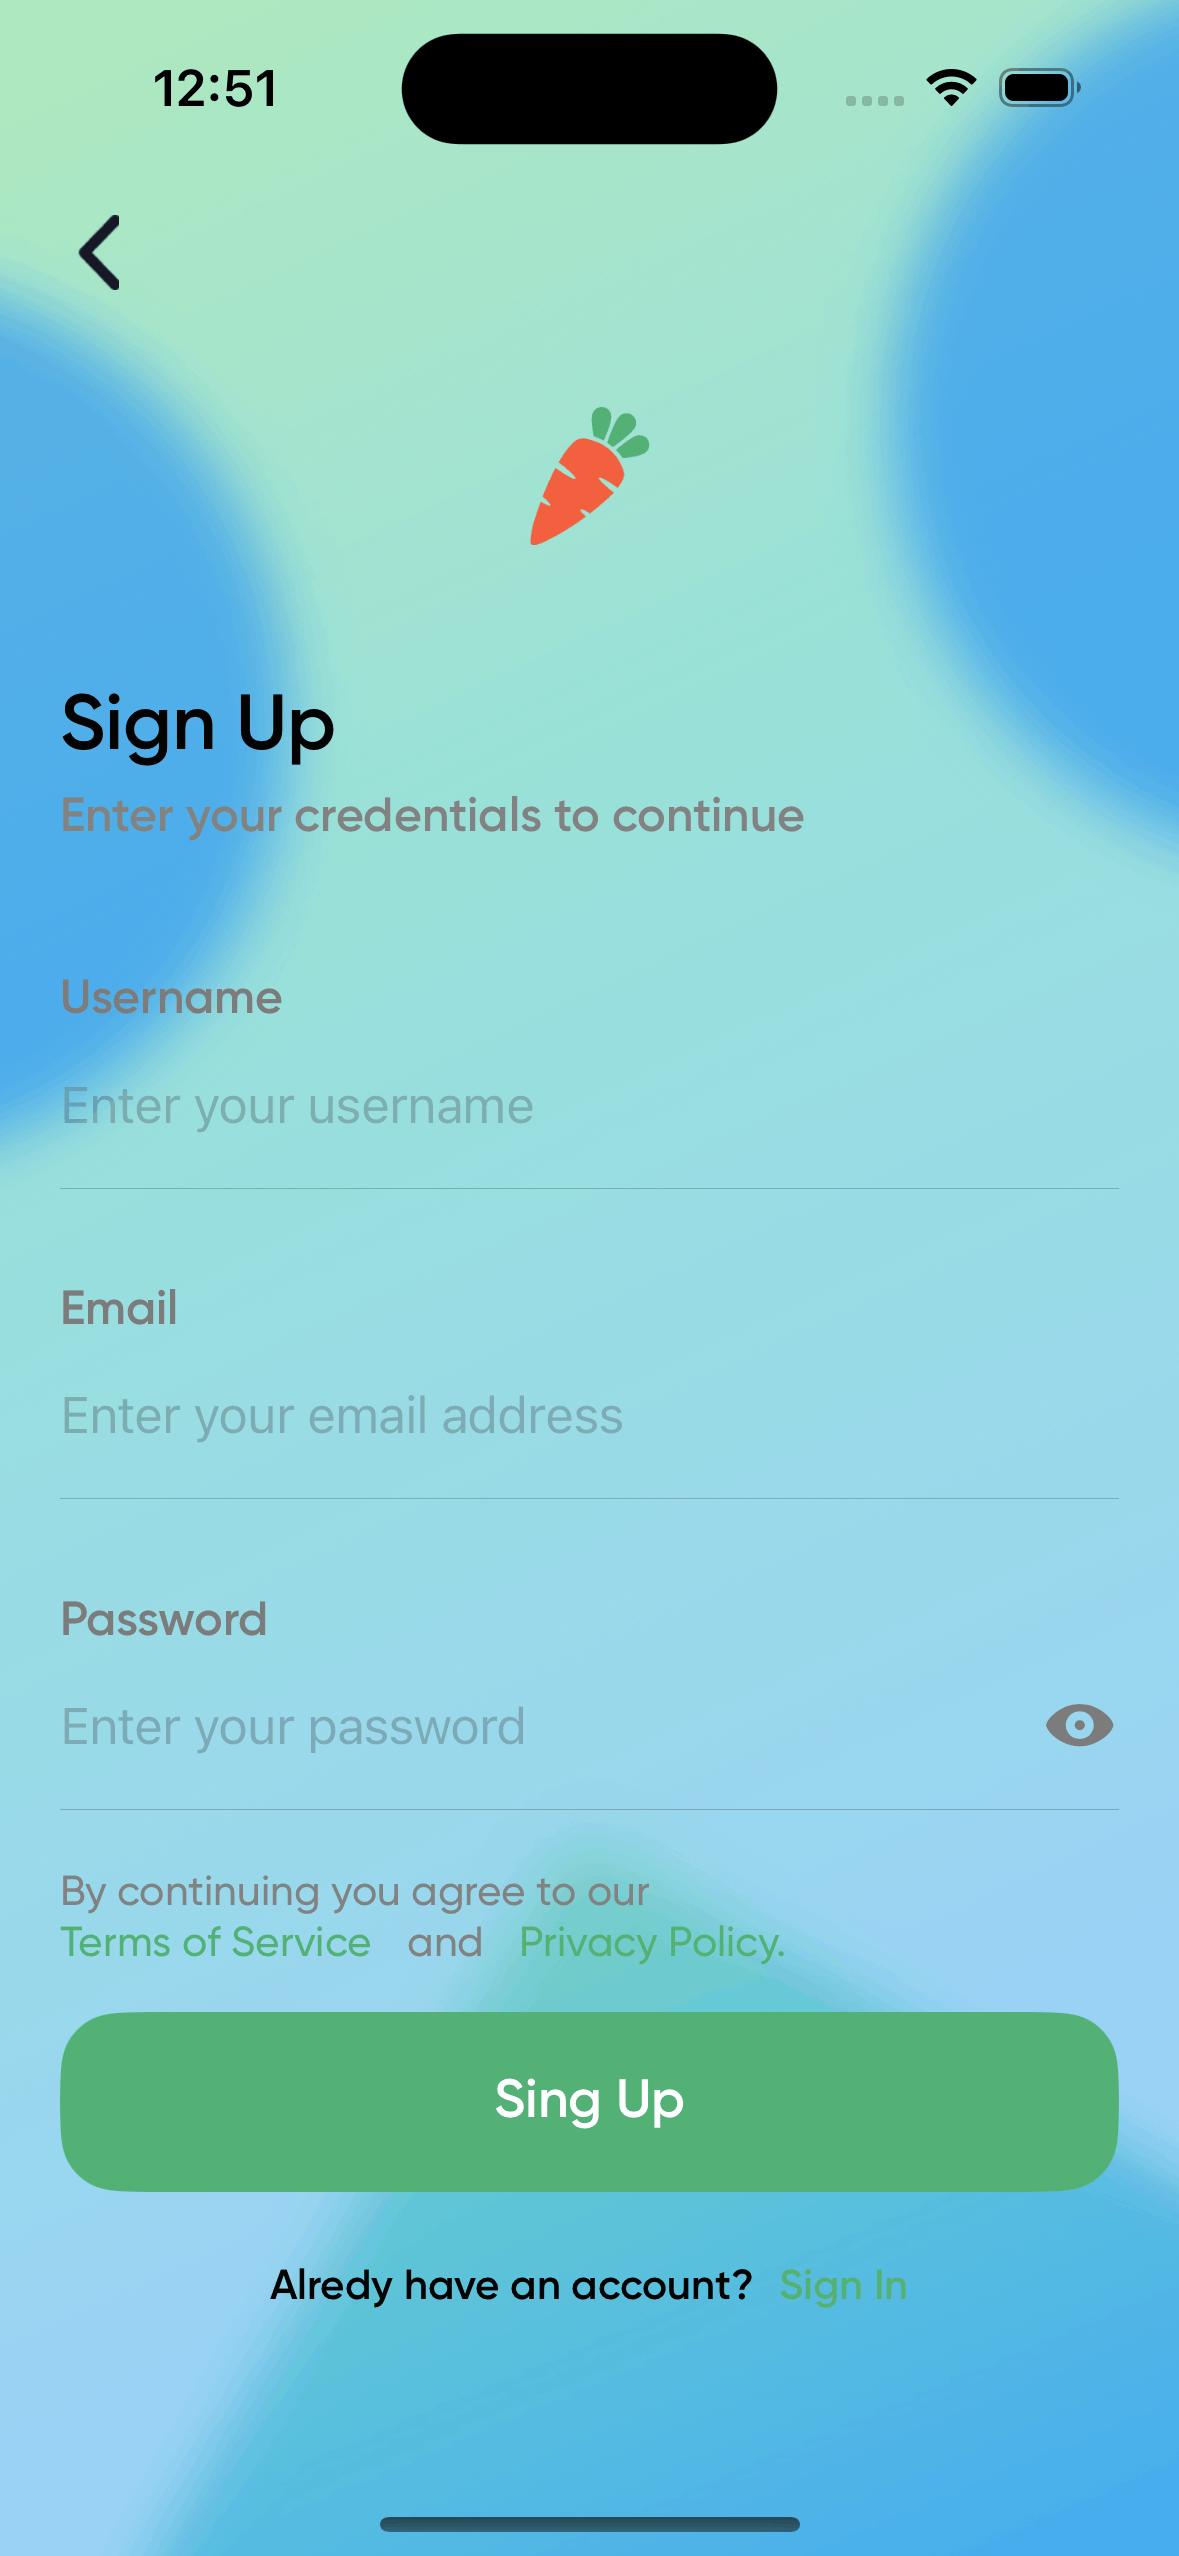 12:51
Sign Up
Enter your credentials to continue
Username
Enter your username
Email
Enter your email address
Password
Enter your password
By continuing you agree to our
Terms of Service and Privacy Policy.
Sing Up
Alredy have an account? Sign In